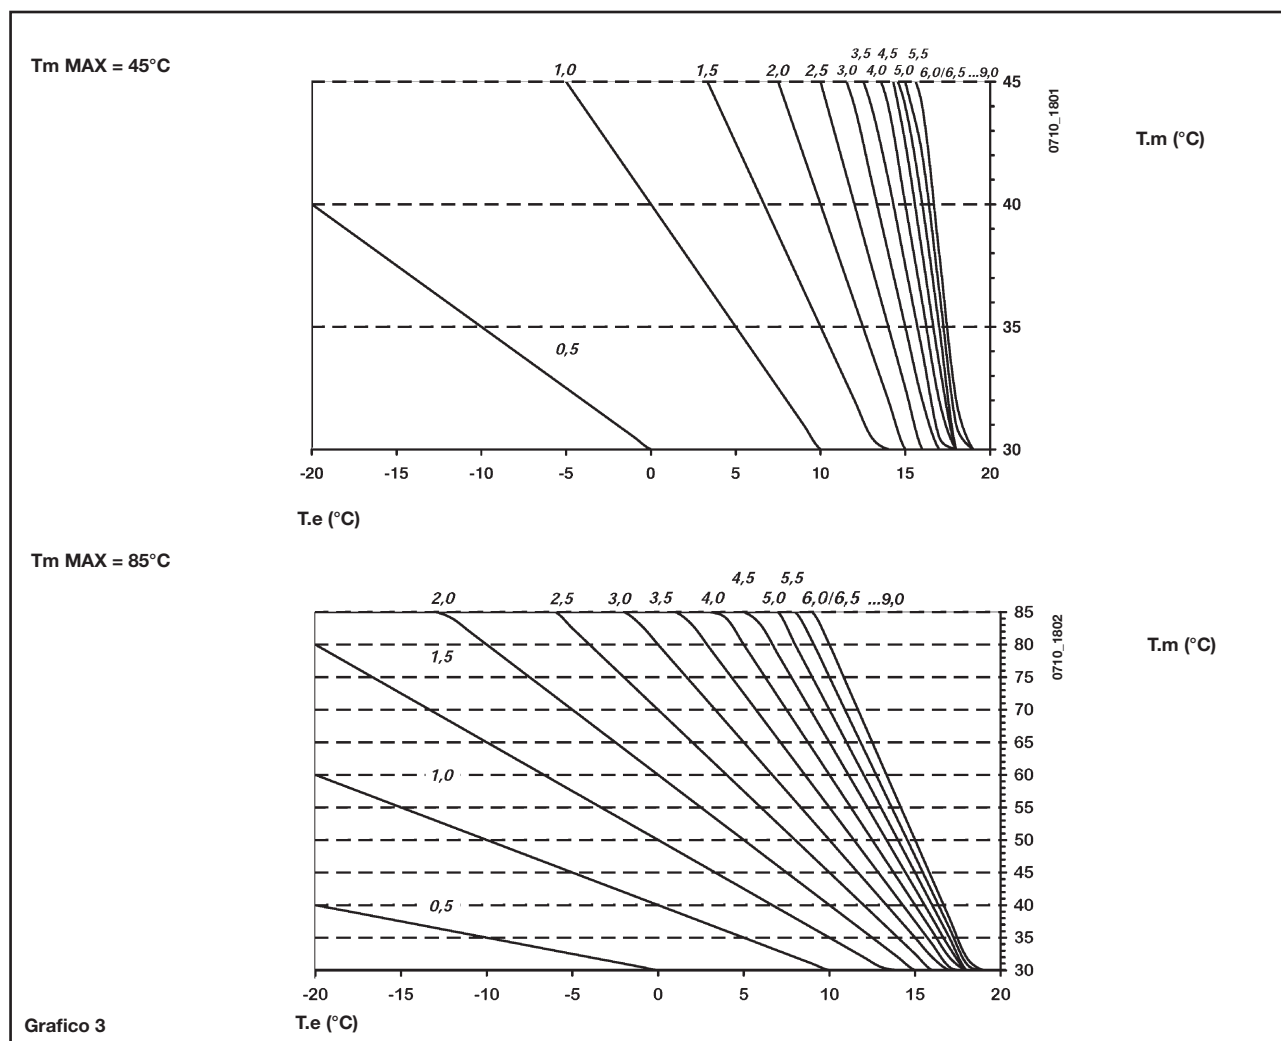 Tm MAX = 45°C
3,5 4,5 5,5
1,0 1,5 2,0 2,5 3,0 4,0 5,0 6,0/6,5 ...9,0
45
0710_1801
T.m (°C)
40
35
0,5
30
-20 -15 -10 -5 0 5 10 15 20
T.e (°C)
Tm MAX = 85°C
4,5 5,5
2,0 2,5 3,0 3,5 4,0 5,0 6,0/6,5 ...9,0
85
0710_1802
T.m (°C)
80
1,5
75
70
65
1,0
60
55
50
45
0,5
40
35
30
-20 -15 -10 -5 0 5 10 15 20
T.e (°C)
Grafico 3